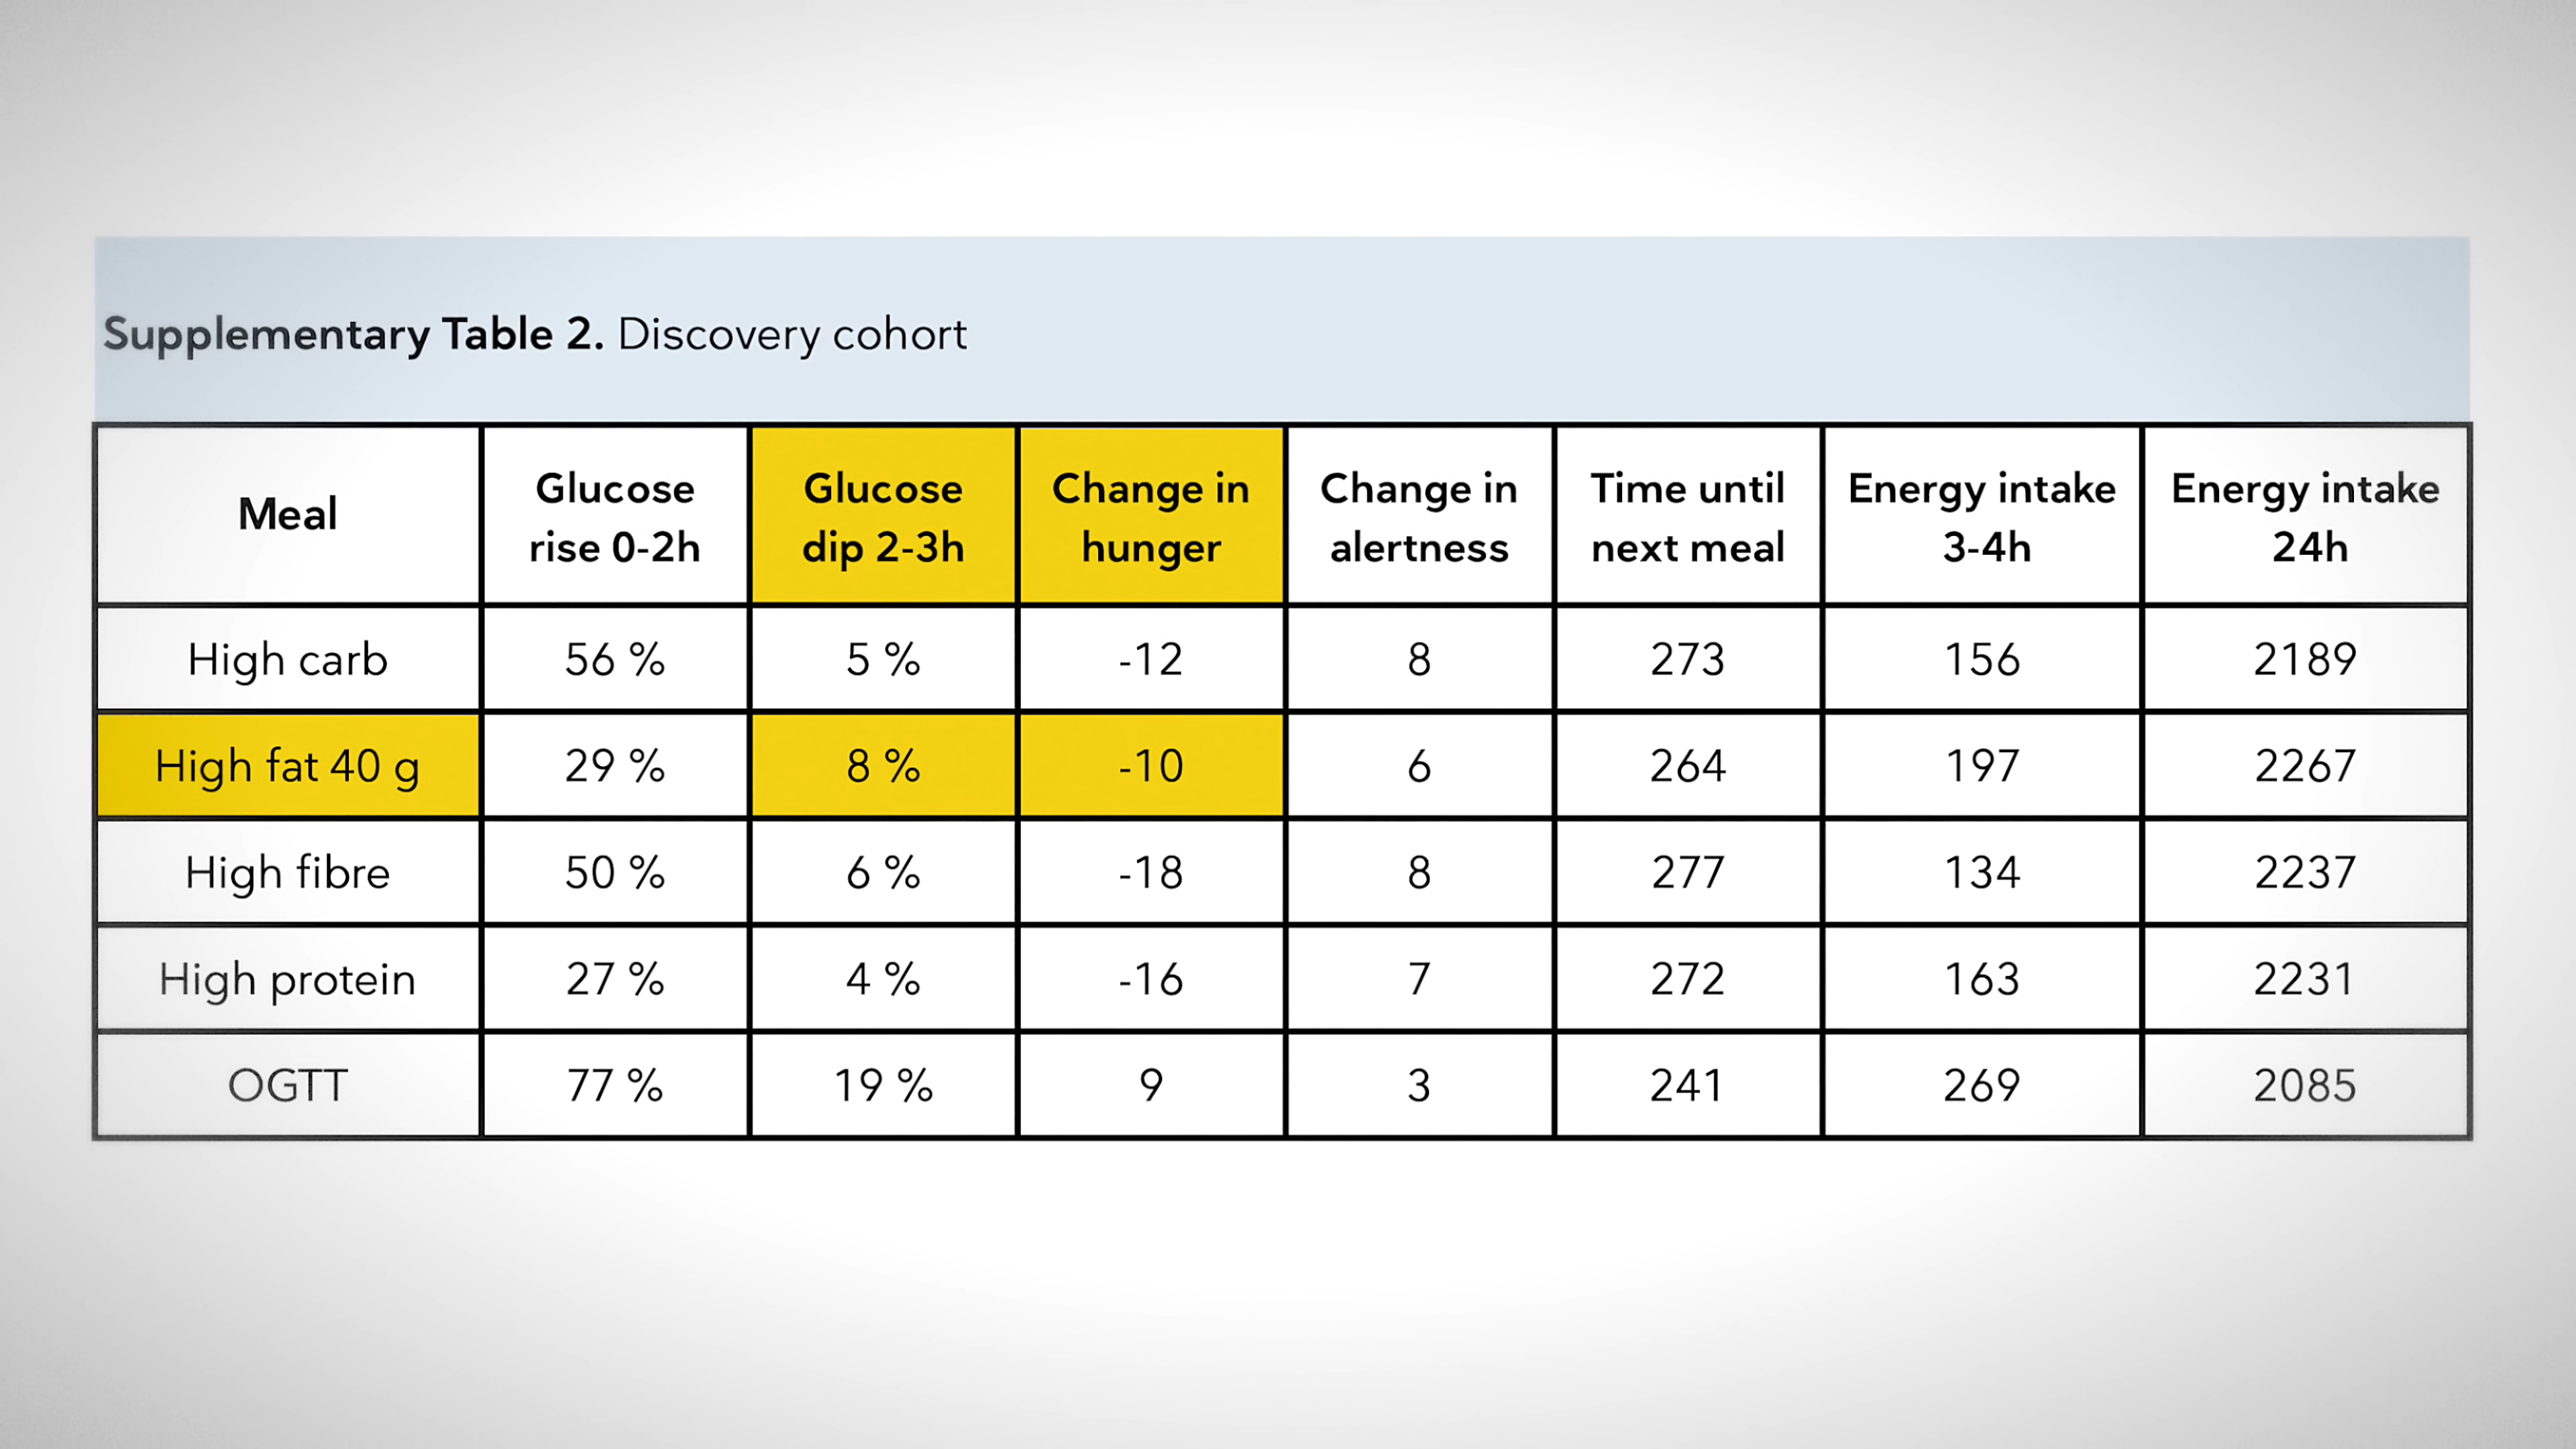 Supplementary Table 2. Discovery cohort
Meal
Glucose
rise 0-2h
Glucose
dip 2-3h
Change in
hunger
Change in
alertness
Time until
next meal
Energy intake
3-4h
Energy intake
24h
High carb 56 % 5 % -12 8 273 156 2189
High fat 40 g 29 % 8 % -10 6 264 197 2267
High fibre 50 % 6 % -18 8 277 134 2237
High protein 27 % 4 % -16 7 272 163 2231
OGTT 77 % 19 % 9 3 241 269 2085